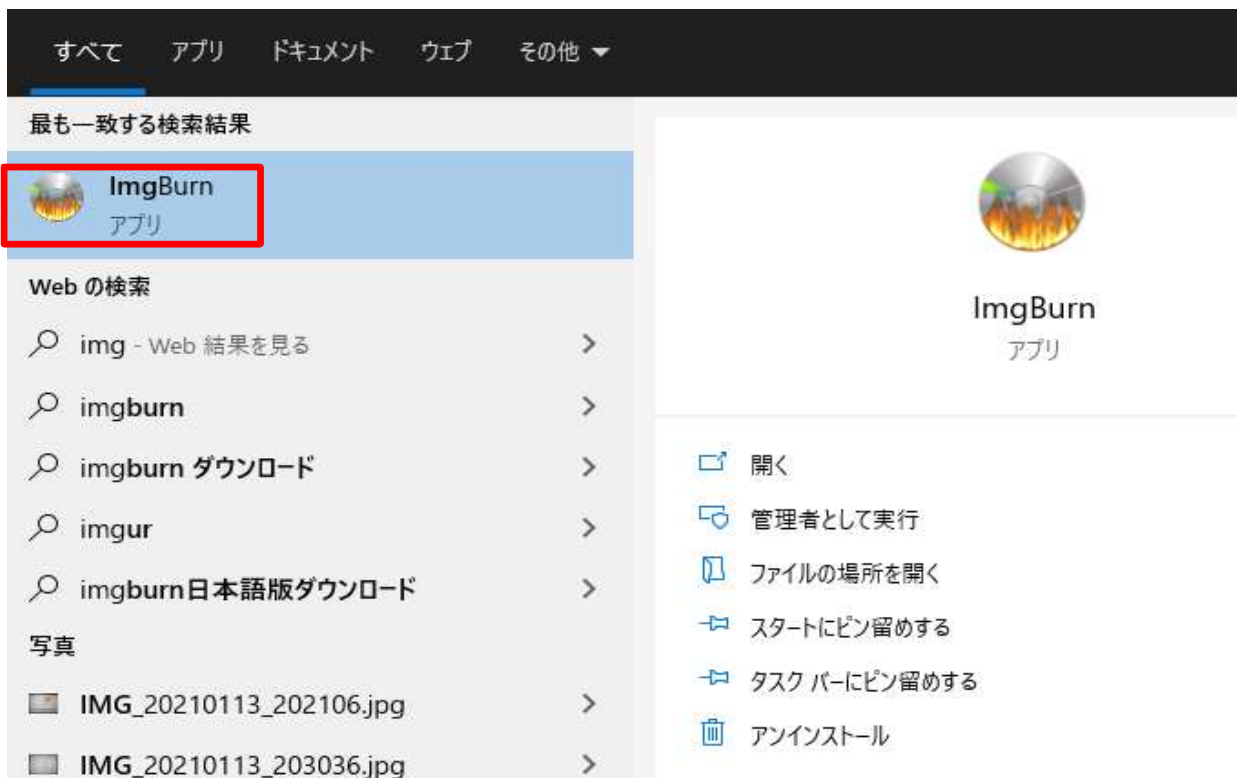 すべて アプリ ドキュメント ウェブ その他
最も一致する検索結果
ImgBurn
アプリ
Web の検索
img - Web 結果を見る
imgburn
imgburn ダウンロード
imgur
imgburn日本語版ダウンロード
写真
IMG_20210113_202106.jpg
IMG_20210113_203036.jpg
ImgBurn
アプリ
開く
管理者として実行
ファイルの場所を開く
スタートにピン留めする
タスク バーにピン留めする
アンインストール